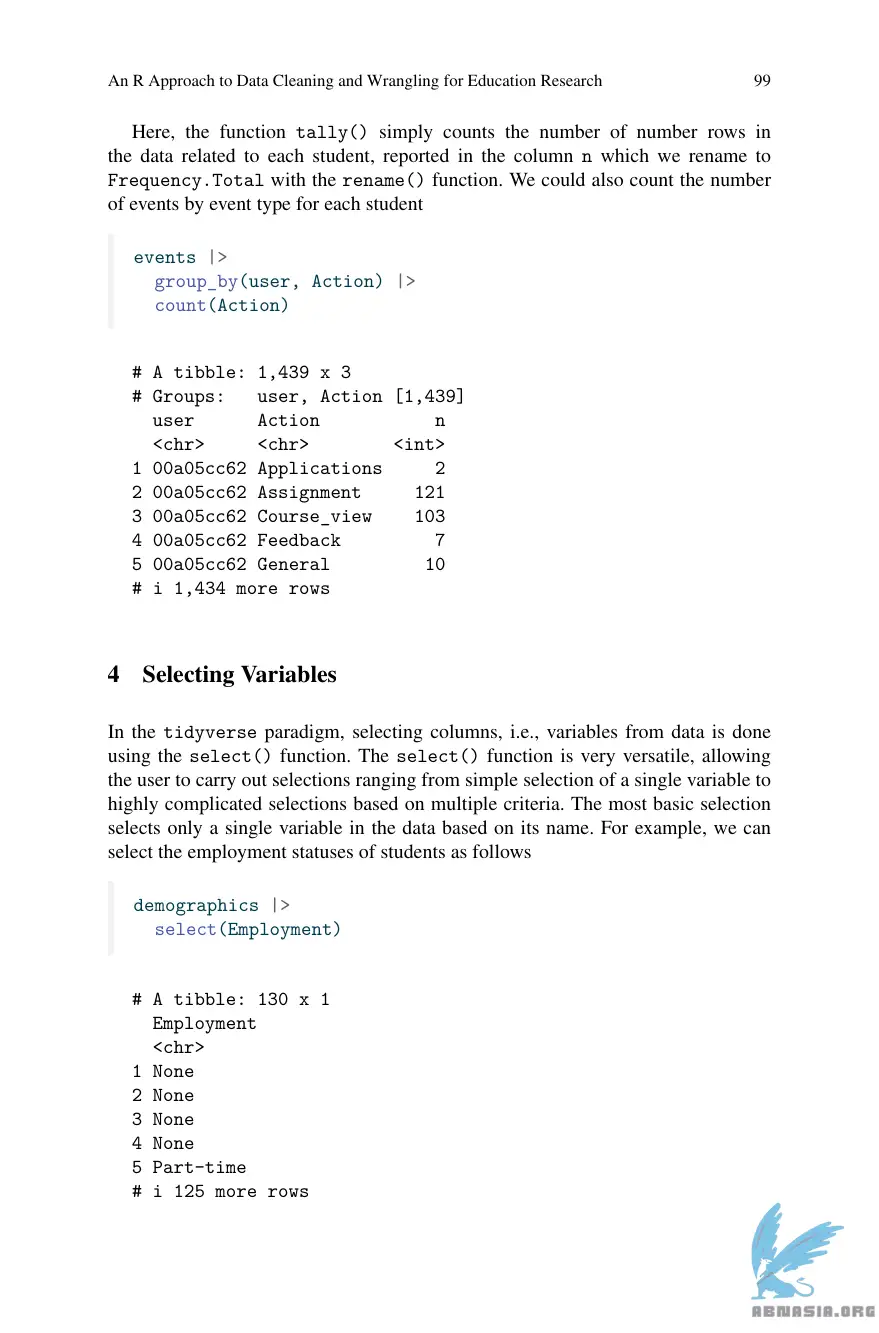 An R Approach to Data Cleaning and Wrangling for Education Research 99
Here, the function tally() simply counts the number of number rows in
the data related to each student, reported in the column n which we rename to
Frequency.Total with the rename() function. We could also count the number
of events by event type for each student
events |>
  group_by(user, Action) |>
  count(Action)
# A tibble: 1,439 x 3
# Groups:   user, Action [1,439]
  user      Action           n
  <chr>     <chr>        <int>
1 00a05cc62 Applications     2
2 00a05cc62 Assignment     121
3 00a05cc62 Course_view    103
4 00a05cc62 Feedback         7
5 00a05cc62 General         10
# i 1,434 more rows
4 Selecting Variables
In the tidyverse paradigm, selecting columns, i.e., variables from data is done
using the select() function. The select() function is very versatile, allowing
the user to carry out selections ranging from simple selection of a single variable to
highly complicated selections based on multiple criteria. The most basic selection
selects only a single variable in the data based on its name. For example, we can
select the employment statuses of students as follows
demographics |>
  select(Employment)
# A tibble: 130 x 1
  Employment
  <chr>
1 None
2 None
3 None
4 None
5 Part-time
# i 125 more rows
ABNASIA.ORG